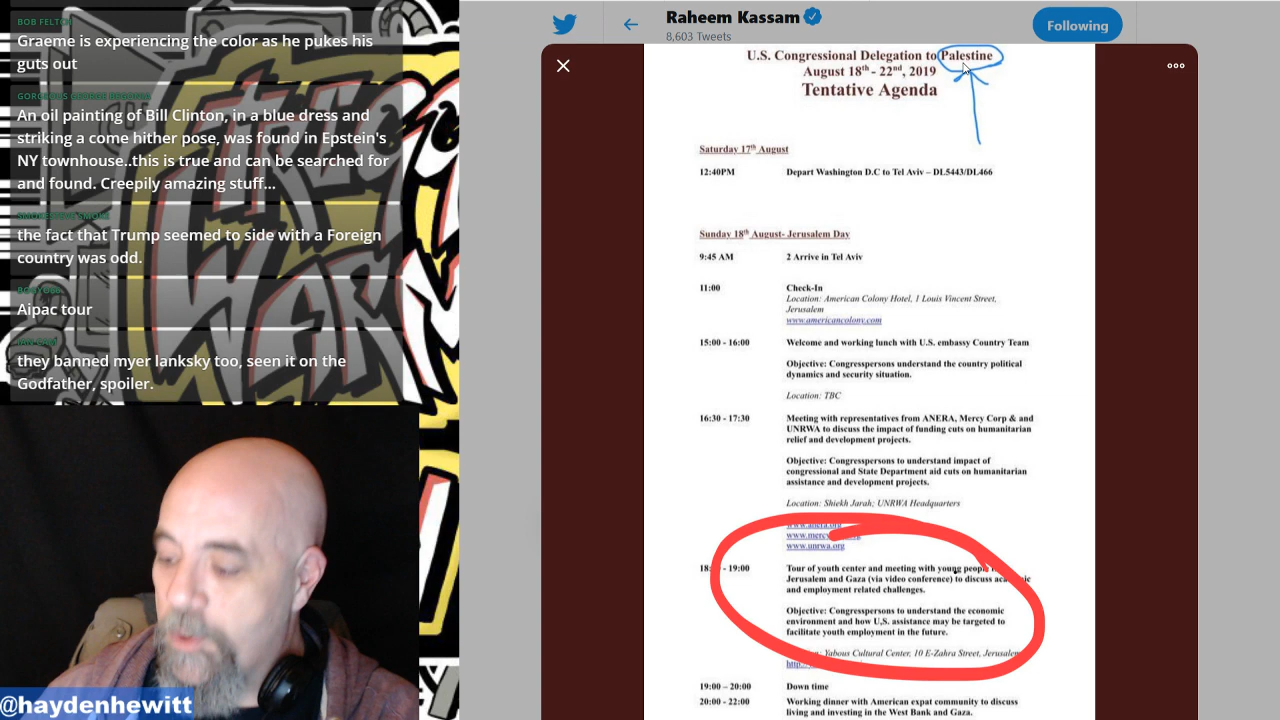 BOB FELTON
Graeme is experiencing the color as he pukes his
guts out
An oil painting of Bill Clinton, in a blue dress and
striking a come hither pose, was found in Epstein's
NY townhouse..this is true and can be searched for
and found. Creepily amazing stuff...
the fact that Trump seemed to side with a Foreign
country was odd.
Aipac tour
they banned myer lanksky too, seen it on the
Godfather, spoiler.
@haydenhewitt
Raheem Kassam
8,603 Tweets
Following
U.S. Congressional Delegation to Palestine
August 18th - 22nd, 2019
Tentative Agenda
Saturday 17th August
12:40PM Depart Washington D.C to Tel Aviv – DL5443/DL466
Sunday 18th August- Jerusalem Day
9:45 AM 2 Arrive in Tel Aviv
11:00 Check-In
Location: American Colony Hotel, 1 Louis Vincent Street,
Jerusalem
www.americancolony.com
15:00 - 16:00 Welcome and working lunch with U.S. embassy Country Team
Objective: Congresspersons understand the country political
dynamics and security situation.
Location: TBC
16:30 - 17:30 Meeting with representatives from ANERA, Mercy Corp & and
UNRWA to discuss the impact of funding cuts on humanitarian
relief and development projects.
Objective: Congresspersons to understand impact of
congressional and State Department aid cuts on humanitarian
assistance and development projects.
Location: Shiekh Jarah; UNRWA Headquarters
www.anera.org
www.unrwa.org
- 19:00 Tour of youth center and meeting with young
Jerusalem and Gaza (via video conference) to discuss
and employment related challenges.
Objective: Congresspersons to understand the economic
environment and how U.S. assistance may be targeted to
facilitate youth employment in the future.
Yabous Cultural Center, 10 E-Zahra Street, Jerusalem
19:00 – 20:00 Down time
20:00 - 22:00 Working dinner with American expat community to discuss
living and investing in the West Bank and Gaza.